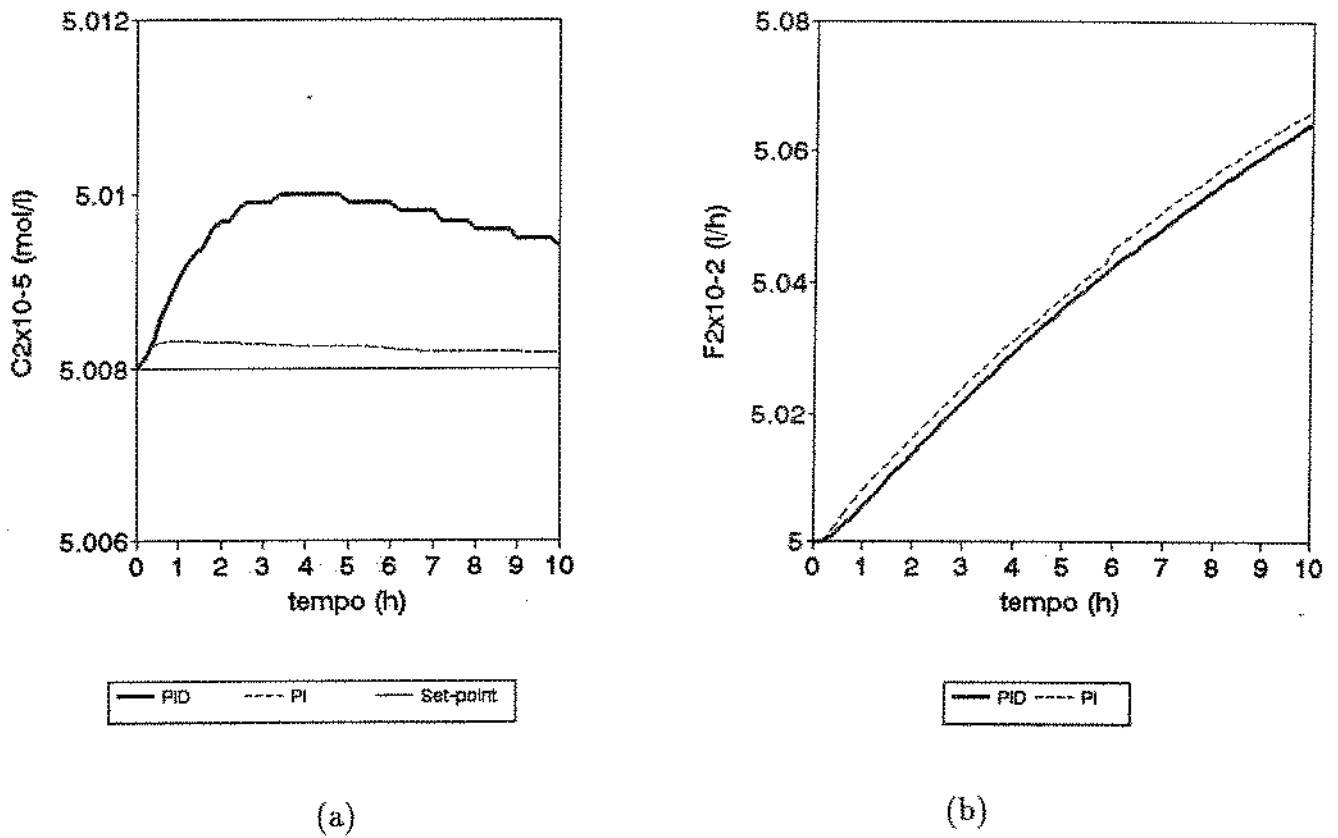 5.012
5.01
5.008
5.006
C2x10-5 (mol/l)
0 1 2 3 4 5 6 7 8 9 10
tempo (h)
PID PI Set-point
(a)
5.08
5.06
5.04
5.02
5
F2x10-2 (l/h)
0 1 2 3 4 5 6 7 8 9 10
tempo (h)
PID PI
(b)